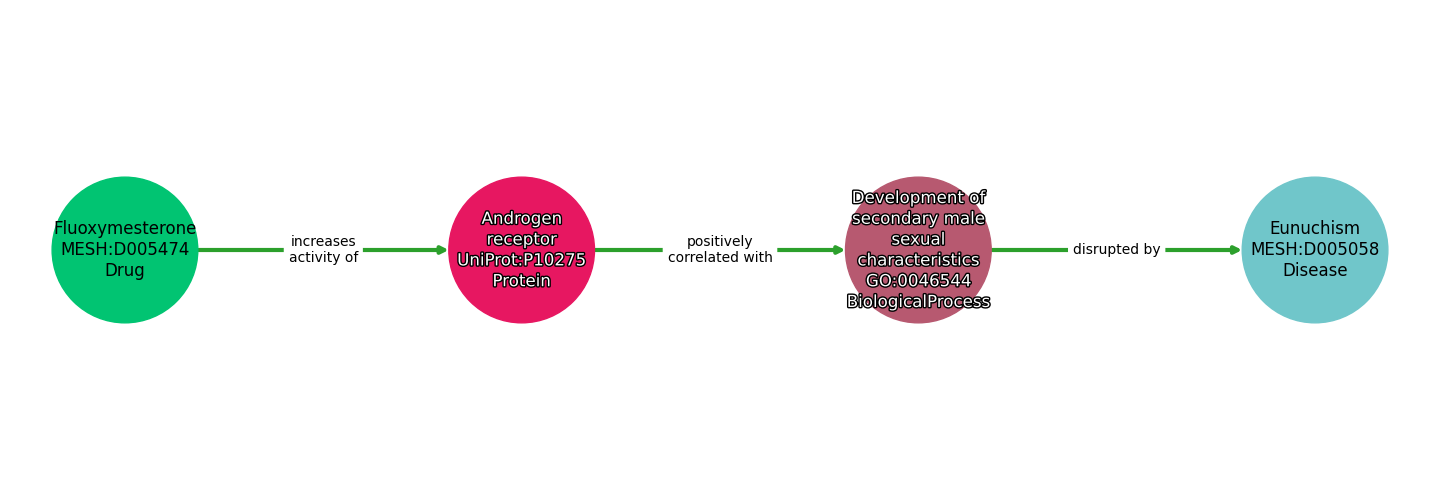 Fluoxymesterone
MESH:D005474
Drug
increases
activity of
Androgen
receptor
UniProt:P10275
Protein
positively
correlated with
Development of
secondary male
sexual
characteristics
GO:0046544
BiologicalProcess
disrupted by
Eunuchism
MESH:D005058
Disease